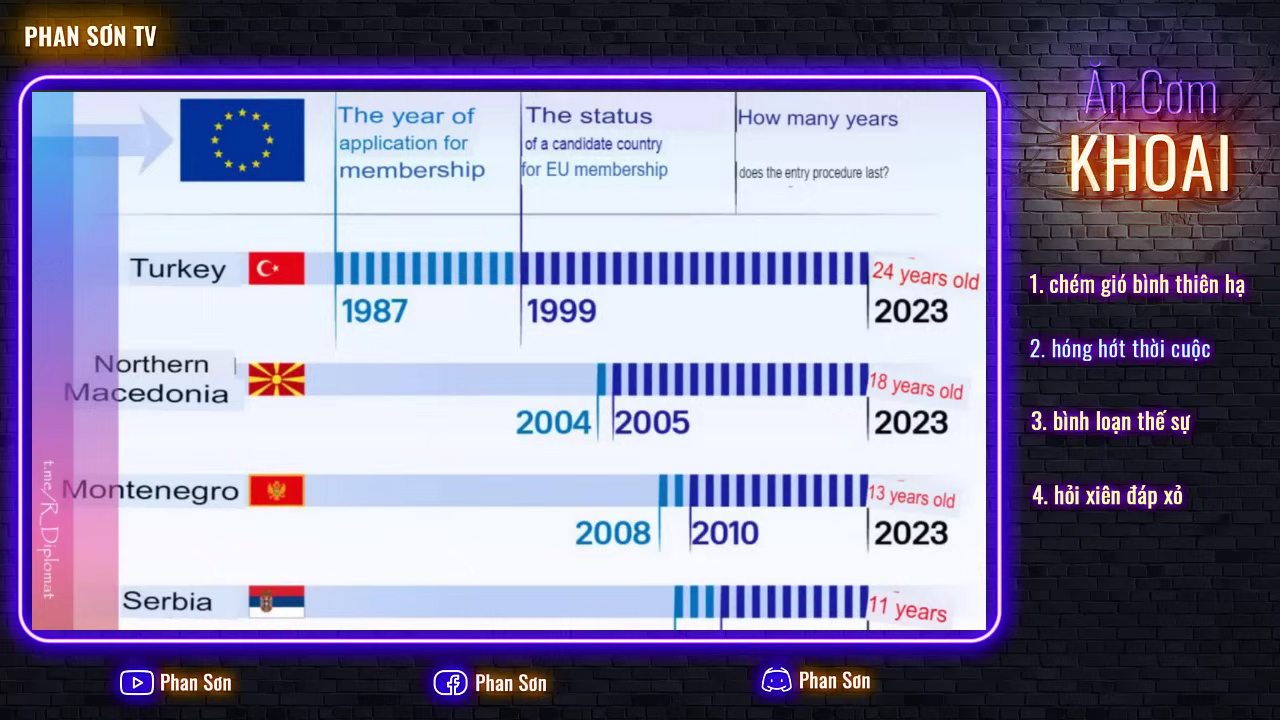 PHAN SƠN TV
Ăn Cơm
KHOAI
1. chém gió bình thiên hạ
2. hóng hớt thời cuộc
3. bình loạn thế sự
4. hỏi xiên đáp xỏ
The year of
application for
membership
The status
of a candidate country
for EU membership
How many years
does the entry procedure last?
Turkey
24 years old
1987
1999
2023
Northern
Macedonia
18 years old
2004
2005
2023
Montenegro
13 years old
2008
2010
2023
Serbia
11 years
t.me/R_Diplomat
Phan Sơn
Phan Sơn
Phan Sơn